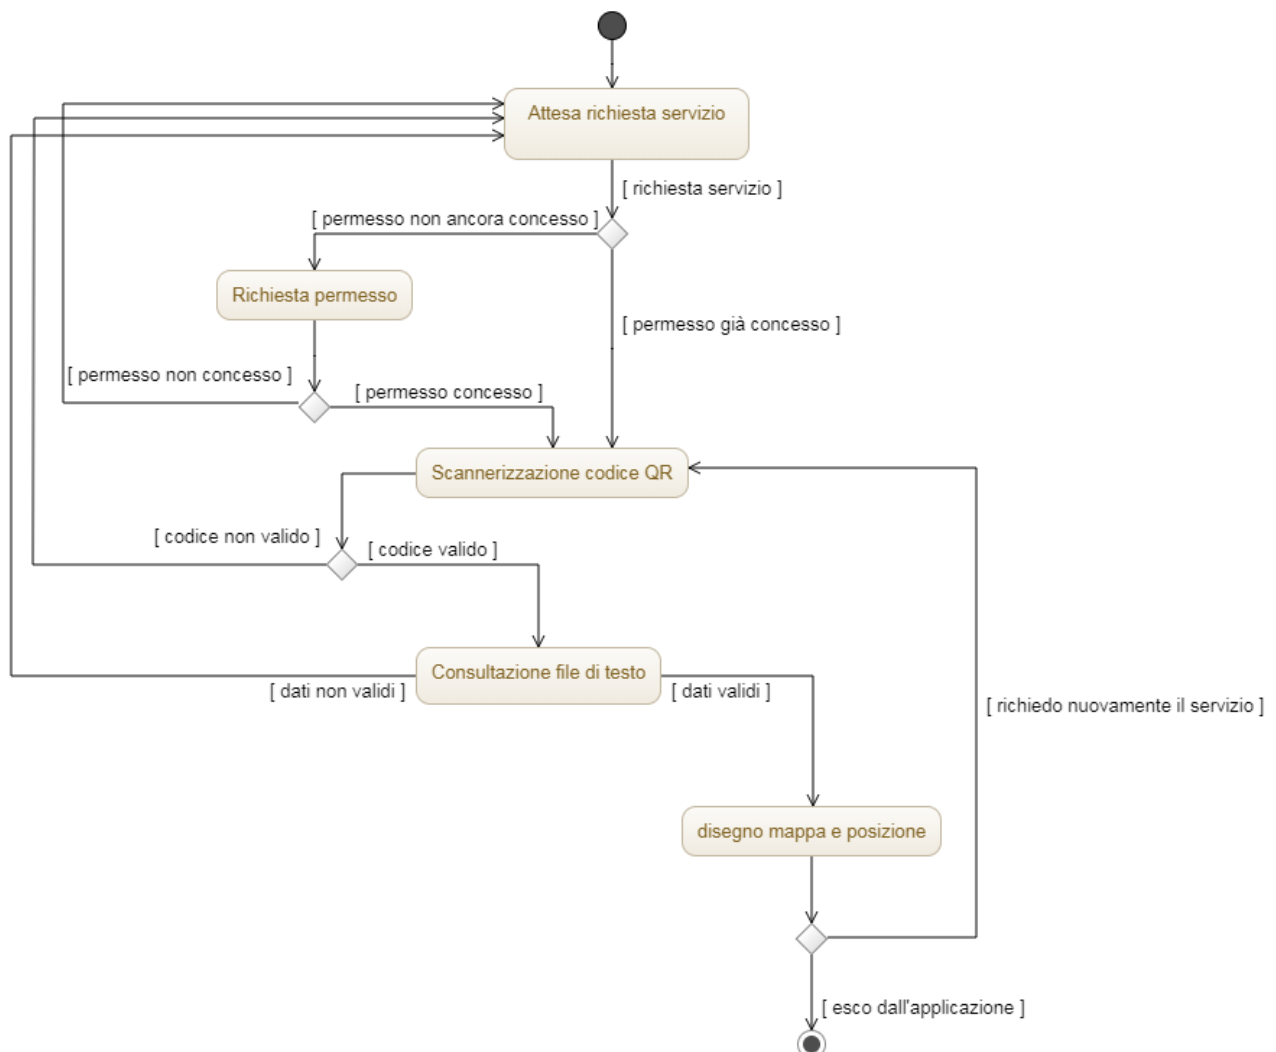 Attesa richiesta servizio
[ richiesta servizio ]
[ permesso non ancora concesso ]
Richiesta permesso
[ permesso già concesso ]
[ permesso non concesso ]
[ permesso concesso ]
Scannerizzazione codice QR
[ codice non valido ]
[ codice valido ]
Consultazione file di testo
[ dati non validi ]
[ dati validi ]
[ richiedo nuovamente il servizio ]
disegno mappa e posizione
[ esco dall'applicazione ]